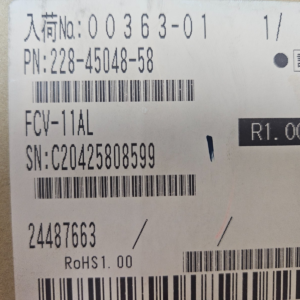 入荷No.:00363-01 1/
PN:228-45048-58
FCV-11AL
R1.00
SN:C20425808599
24487663 / /
RoHS1.00